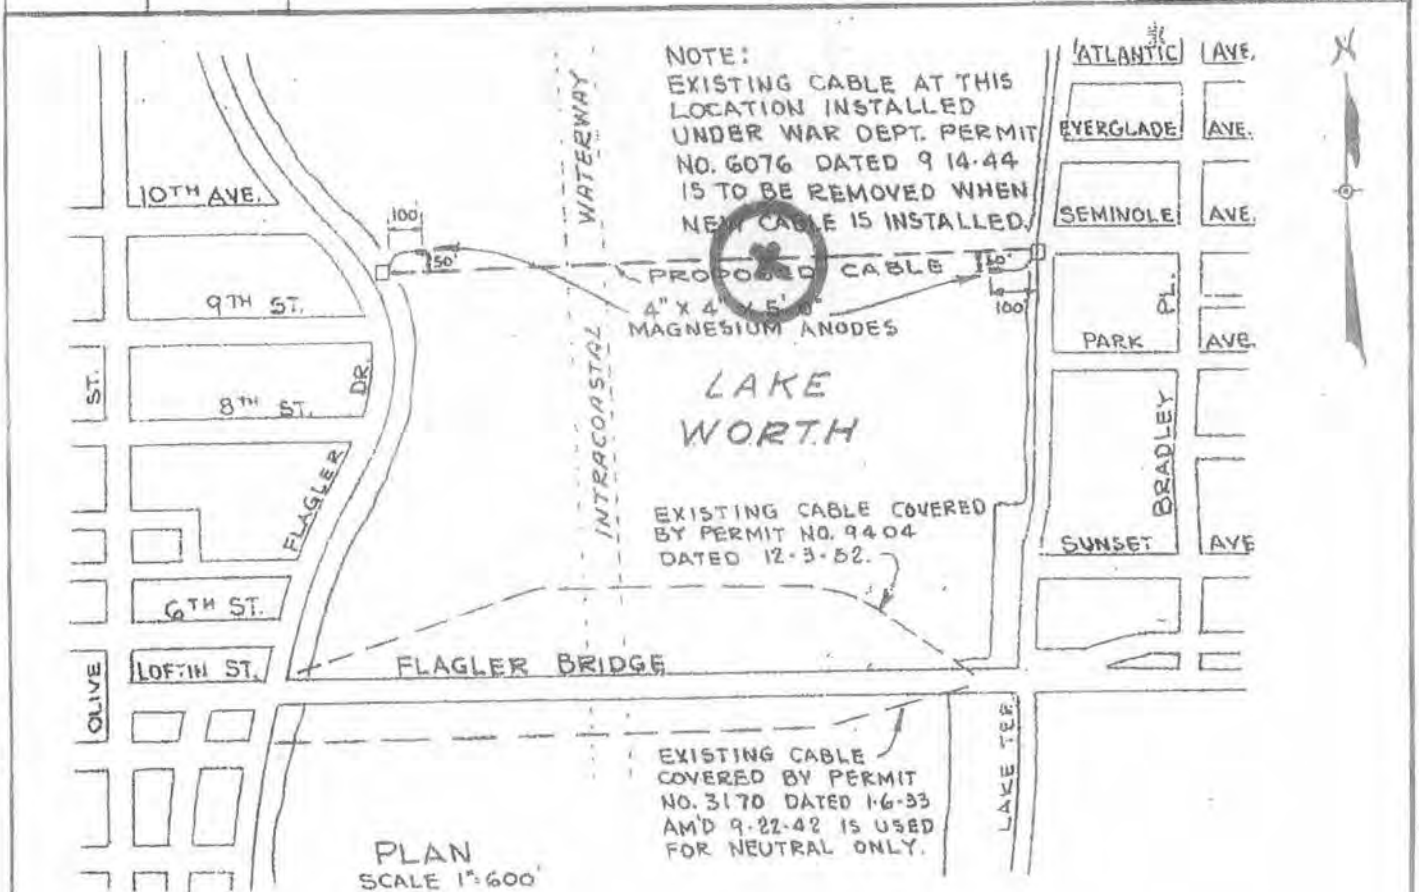 NOTE:
EXISTING CABLE AT THIS
LOCATION INSTALLED
UNDER WAR DEPT. PERMIT
NO. 6076 DATED 9 14-44
IS TO BE REMOVED WHEN
NEW CABLE IS INSTALLED.
ATLANTIC AVE.
EVERGLADE AVE.
SEMINOLE AVE.
N
10TH AVE.
WATERWAY
100'
50'
PROPOSED CABLE
50'
100'
4" X 4" X 5' 0"
MAGNESIUM ANODES
9TH ST.
PL.
PARK AVE.
8TH ST.
DR.
ST.
LAKE
WORTH
INTRACOASTAL
BRADLEY
FLAGLER
EXISTING CABLE COVERED
BY PERMIT NO. 9404
DATED 12-3-52.
SUNSET AVE
6TH ST.
LOFTIN ST.
FLAGLER BRIDGE
OLIVE
LAKE TER.
EXISTING CABLE
COVERED BY PERMIT
NO. 3170 DATED 1-6-33
AM'D 9-22-42 IS USED
FOR NEUTRAL ONLY.
PLAN
SCALE 1"=600'